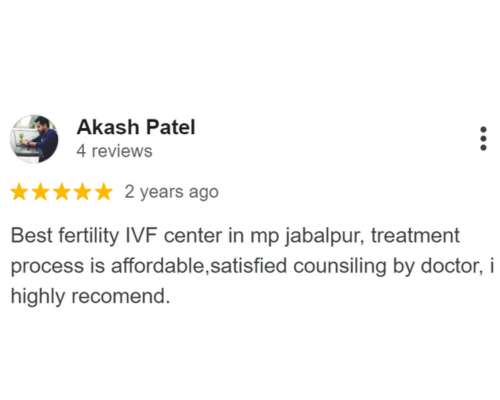 Akash Patel
4 reviews
2 years ago
Best fertility IVF center in mp jabalpur, treatment
process is affordable,satisfied counsiling by doctor, i
highly recomend.